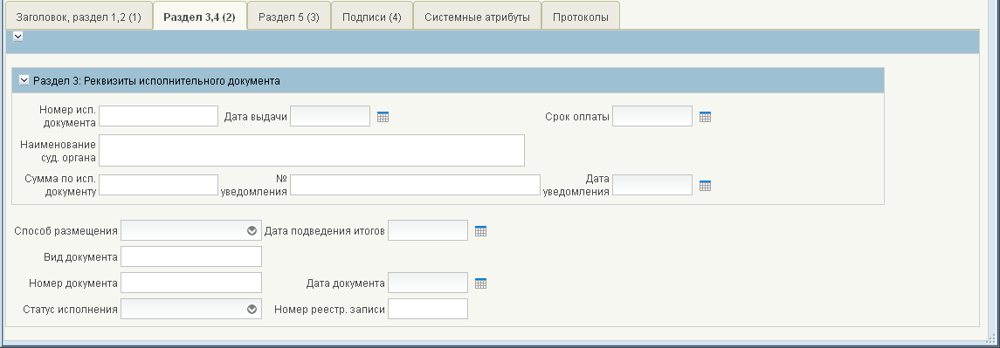 Заголовок, раздел 1,2 (1) Раздел 3,4 (2) Раздел 5 (3) Подписи (4) Системные атрибуты Протоколы
Раздел 3: Реквизиты исполнительного документа
Номер исп. документа Дата выдачи Срок оплаты
Наименование суд. органа
Сумма по исп. документу № уведомления Дата уведомления
Способ размещения Дата подведения итогов
Вид документа
Номер документа Дата документа
Статус исполнения Номер реестр. записи